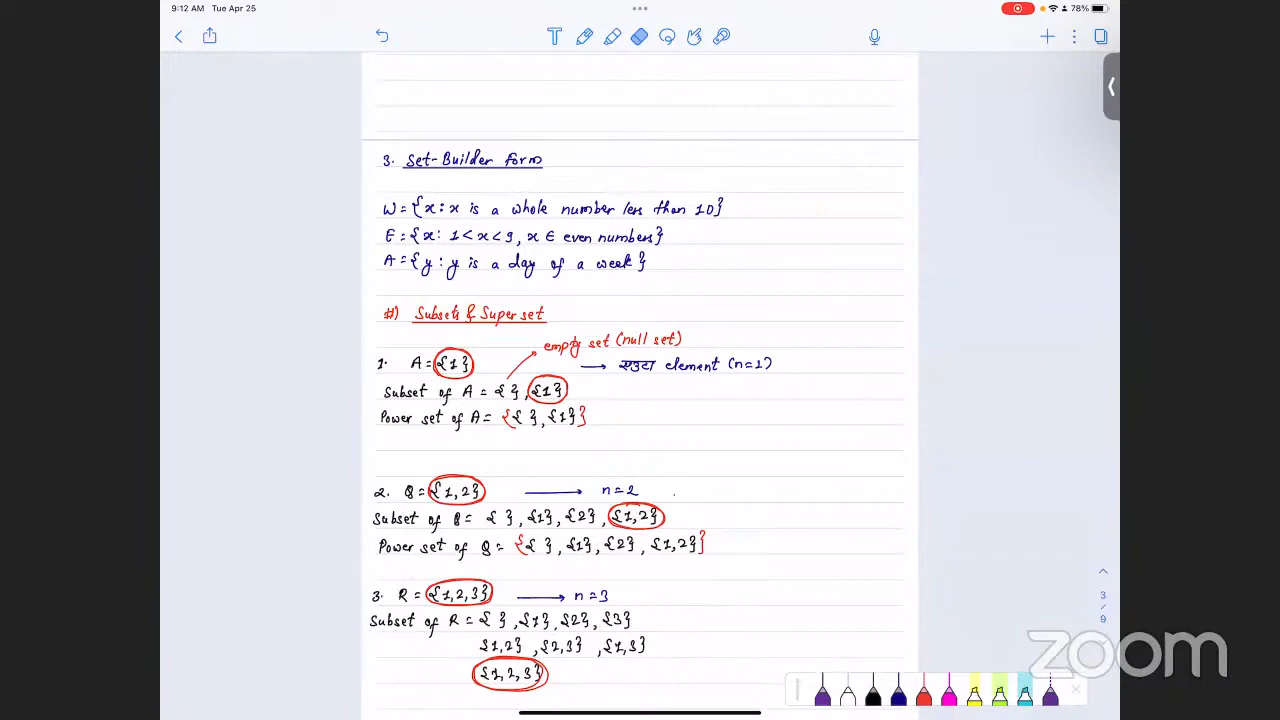 9:12 AM Tue Apr 25
78%
3. Set-Builder form
W={x: x is a whole number less than 10}
E={x: 1<x<9, x ∈ even numbers}
A={y: y is a day of a week}
#) Subsets & Super set
empty set (null set)
1. A={1} → एउटा element (n=1)
Subset of A = { }, {1}
Power set of A = {{ }, {1}}
2. Q={1,2} → n=2
Subset of Q= { }, {1}, {2}, {1,2}
Power set of Q= {{ }, {1}, {2}, {1,2}}
3. R = {1,2,3} → n=3
Subset of R = { }, {1}, {2}, {3}
{1,2}, {2,3}, {1,3}
{1,2,3}
3
/
9
zoom